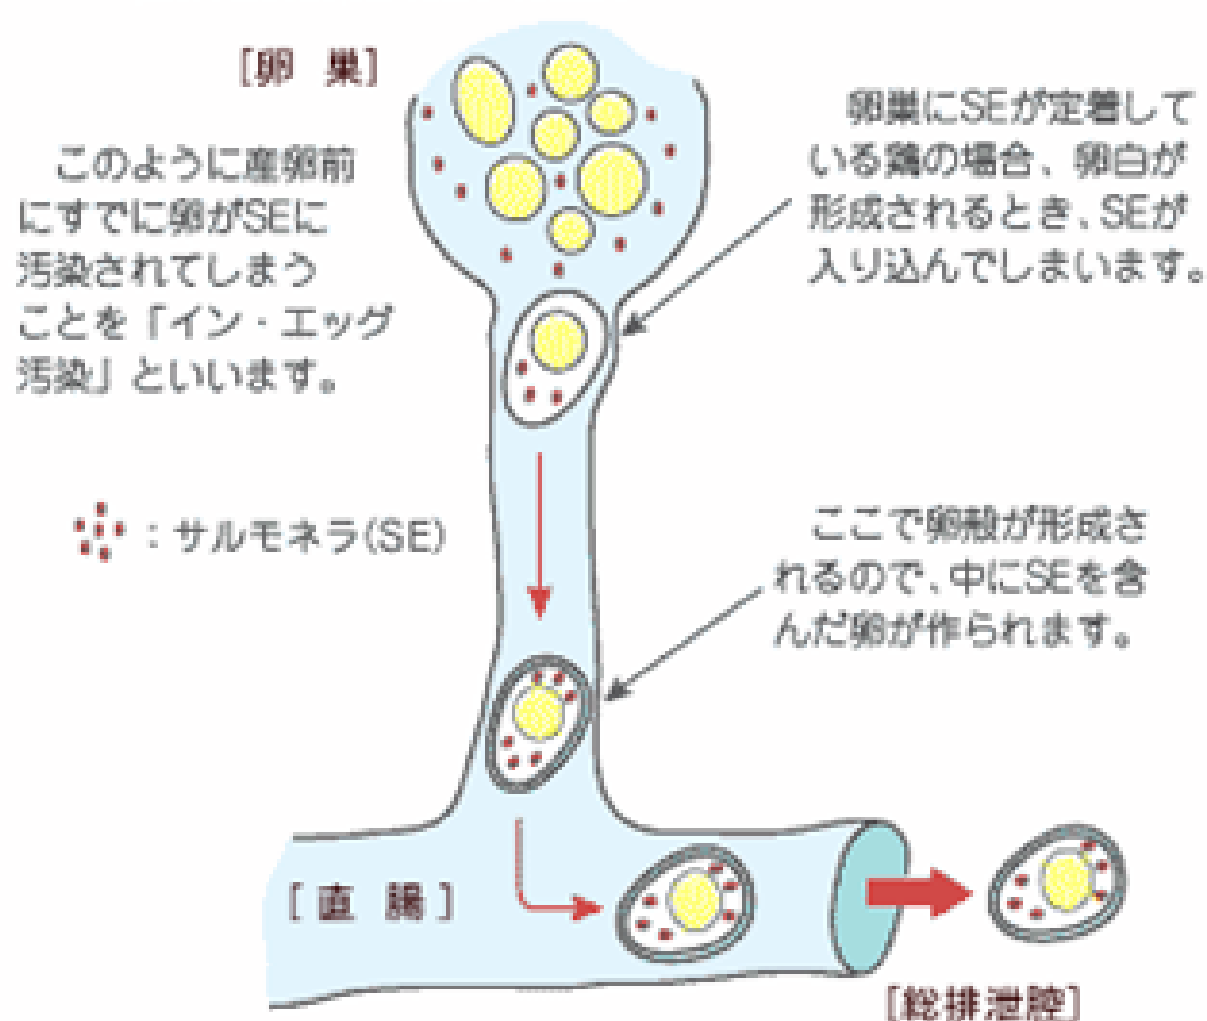 [卵 巣]
卵巣にSEが定着して
いる鶏の場合、卵白が
形成されるとき、SEが
入り込んでしまいます。
このように産卵前
にすでに卵がSEに
汚染されてしまう
ことを「イン・エッグ
汚染」といいます。
:サルモネラ(SE)
ここで卵殻が形成さ
れるので、中にSEを含
んだ卵が作られます。
[直 腸]
[総排泄腔]